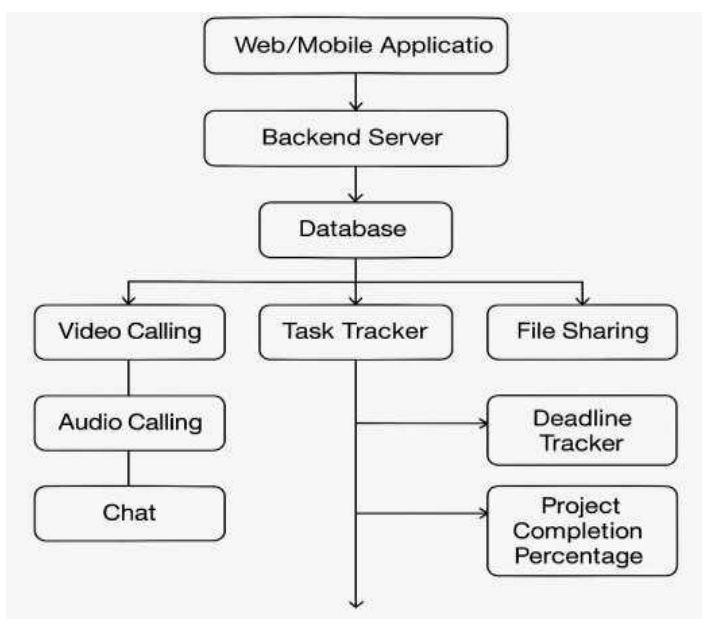 Web/Mobile Applicatio
Backend Server
Database
Video Calling
Task Tracker
File Sharing
Audio Calling
Deadline
Tracker
Chat
Project
Completion
Percentage